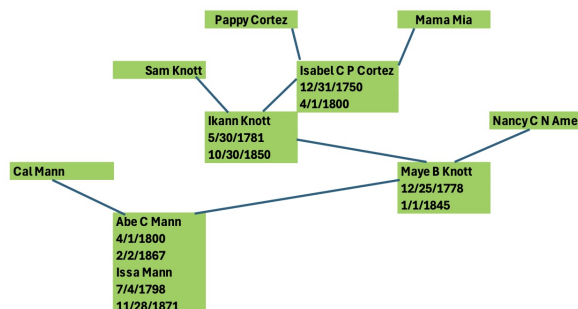 Pappy Cortez
Mama Mia
Sam Knott
Isabel C P Cortez
12/31/1750
4/1/1800
Ikann Knott
5/30/1781
10/30/1850
Nancy C N Ame
Cal Mann
Maye B Knott
12/25/1778
1/1/1845
Abe C Mann
4/1/1800
2/2/1867
Issa Mann
7/4/1798
11/28/1871